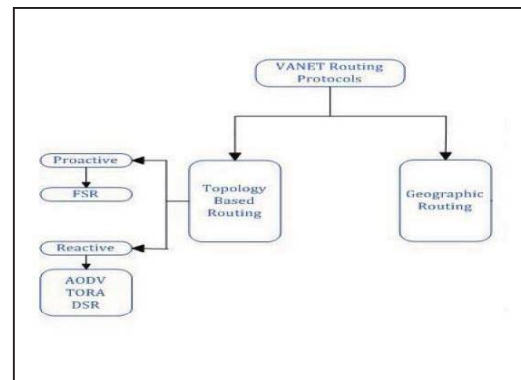 VANET Routing
Protocols
Proactive
FSR
Topology
Based
Routing
Geographic
Routing
Reactive
AODV
TORA
DSR